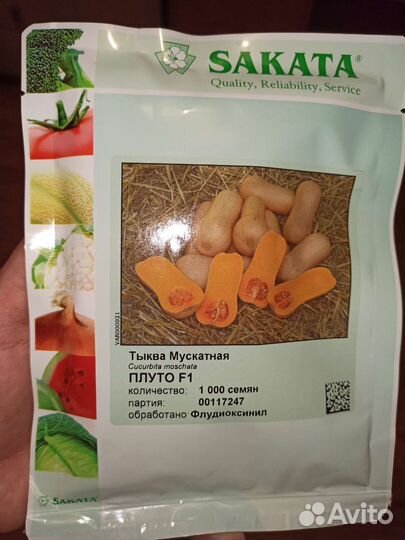 SAKATA®
Quality, Reliability, Service
VAR000921
Тыква Мускатная
Cucurbita moschata
ПЛУТО F1
количество: 1 000 семян
партия: 00117247
обработано Флудиоксинил
SAKATA
Avito